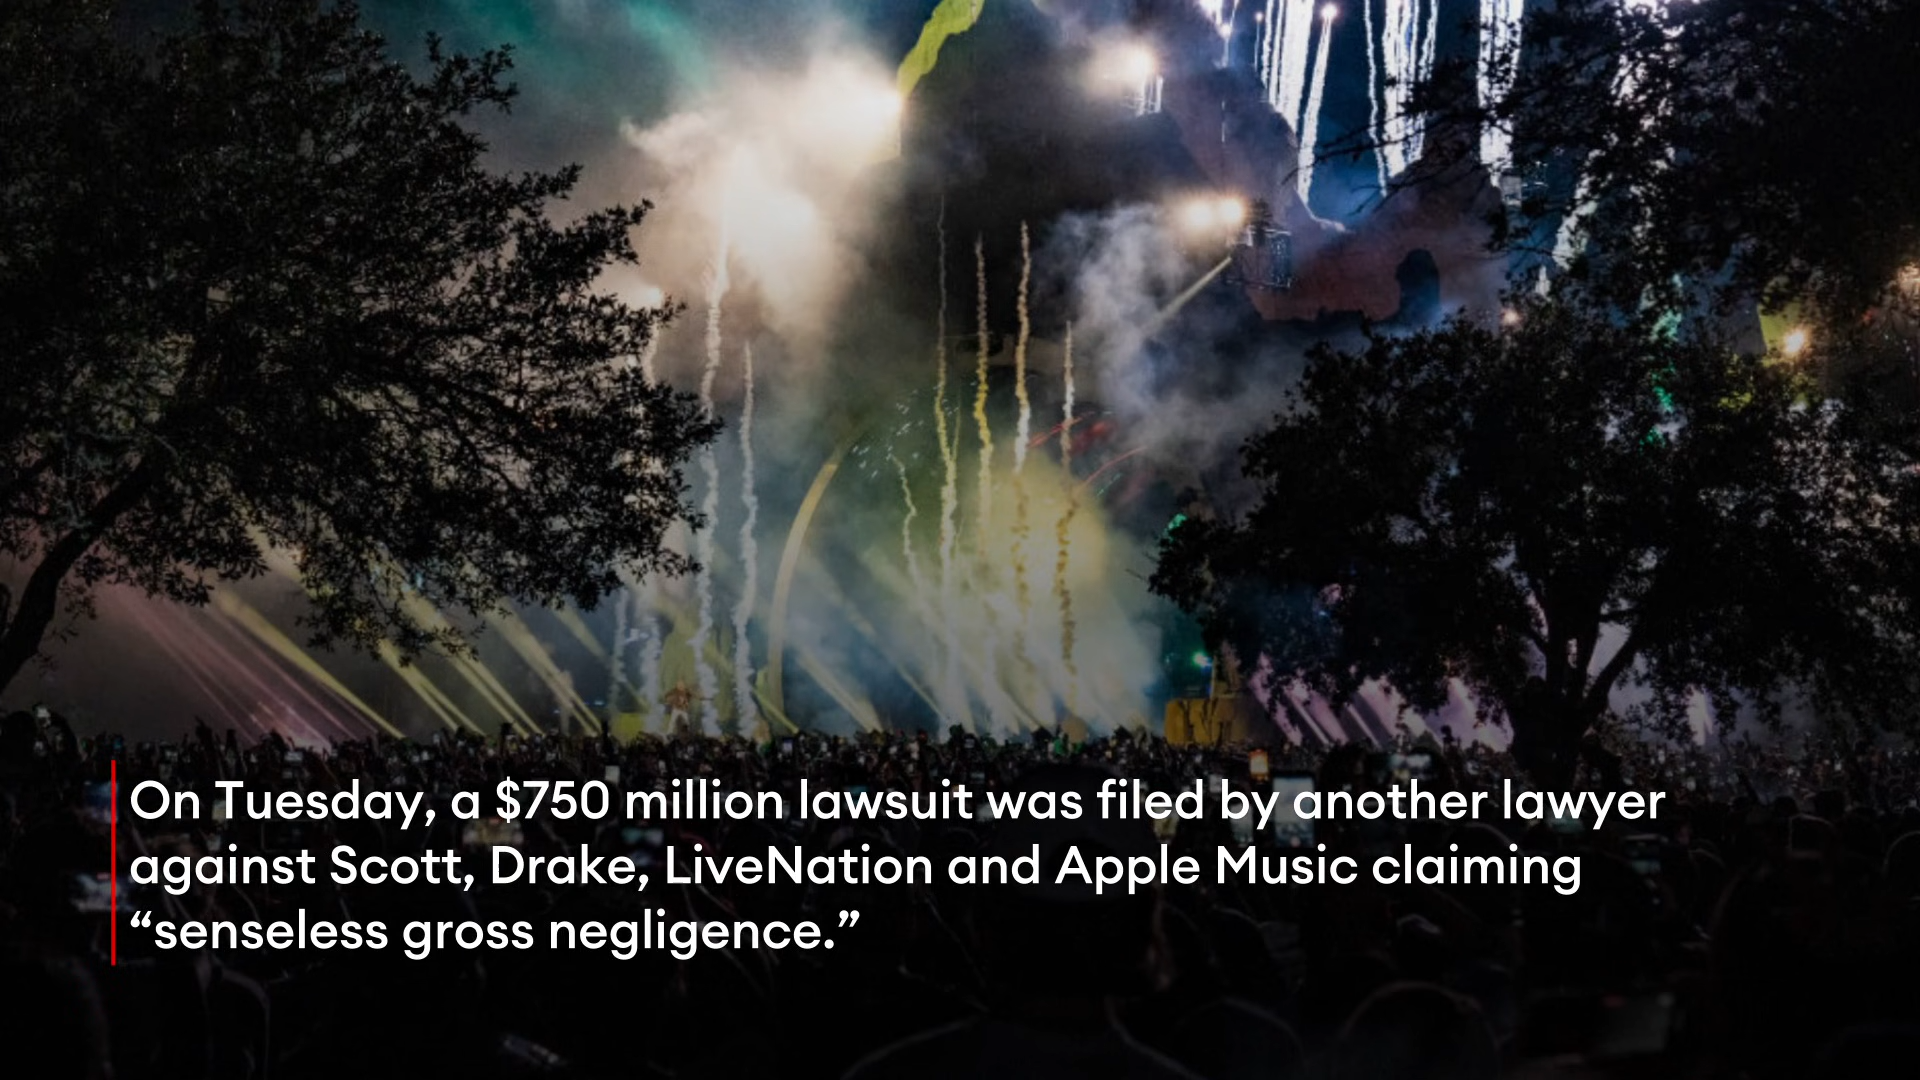 On Tuesday, a $750 million lawsuit was filed by another lawyer
against Scott, Drake, LiveNation and Apple Music claiming
“senseless gross negligence.”